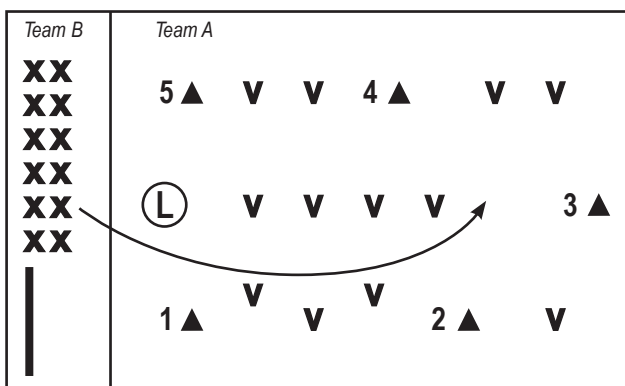 Team B Team A
XX
XX
XX
XX
XX
XX
5 V V 4 V V
L V V V V 3
V V
1 V 2 V